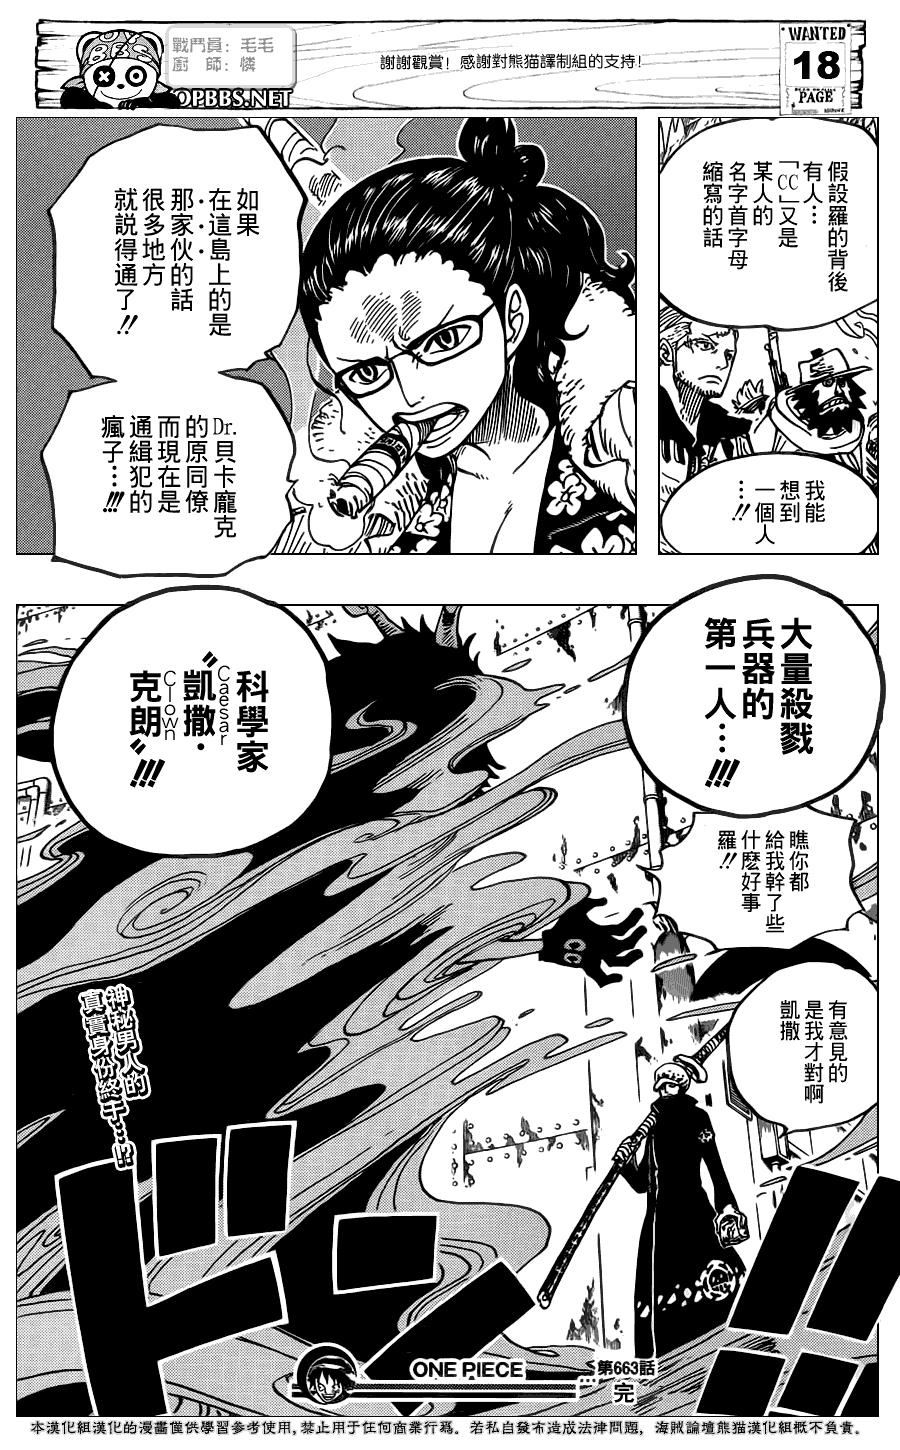 戰鬥員：毛毛
廚　師：憐
OPBBS.NET
謝謝觀賞！感謝對熊猫譯制組的支持！
WANTED
18
PAGE
假設羅的背後
有人…
「CC」又是
某人的
名字首字母
縮寫的話
我能
想到
一個人
…!!
如果
在這島上的是
那家伙的話
很多地方
就説得通了!!
Dr.貝卡龐克
的原同僚
而現在是
通緝犯的
瘋子…!!!
大量殺戮
兵器的
第一人…!!!
科學家
“凱撒·
Caesar
克朗”!!!
Clown
瞧你都
給我幹了些
什麽好事
羅!!
CC
有意見的
是我才對啊
凱撒
神秘男人的
真實身份終于…!!
ドン!!
ONE PIECE
…第663話
完
本漢化組漢化的漫畫僅供學習參考使用,禁止用于任何商業行爲。若私自發布造成法律問題,海賊論壇熊猫漢化組概不負責。